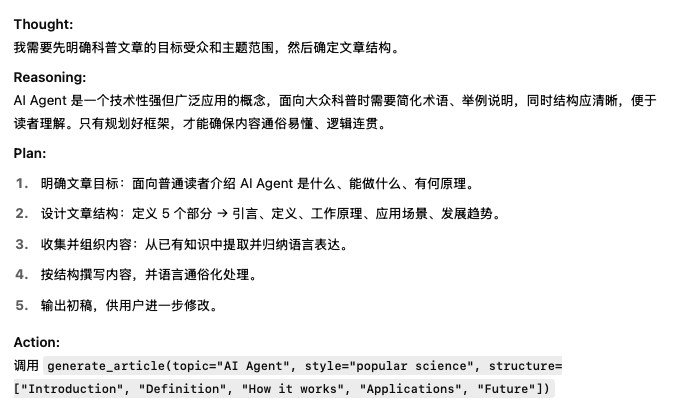 Thought:
我需要先明确科普文章的目标受众和主题范围，然后确定文章结构。
Reasoning:
AI Agent 是一个技术性强但广泛应用的概念，面向大众科普时需要简化术语、举例说明，同时结构应清晰，便于
读者理解。只有规划好框架，才能确保内容通俗易懂、逻辑连贯。
Plan:
1. 明确文章目标：面向普通读者介绍 AI Agent 是什么、能做什么、有何原理。
2. 设计文章结构：定义 5 个部分 → 引言、定义、工作原理、应用场景、发展趋势。
3. 收集并组织内容：从已有知识中提取并归纳语言表达。
4. 按结构撰写内容，并语言通俗化处理。
5. 输出初稿，供用户进一步修改。
Action:
调用 generate_article(topic="AI Agent", style="popular science", structure=
["Introduction", "Definition", "How it works", "Applications", "Future"])